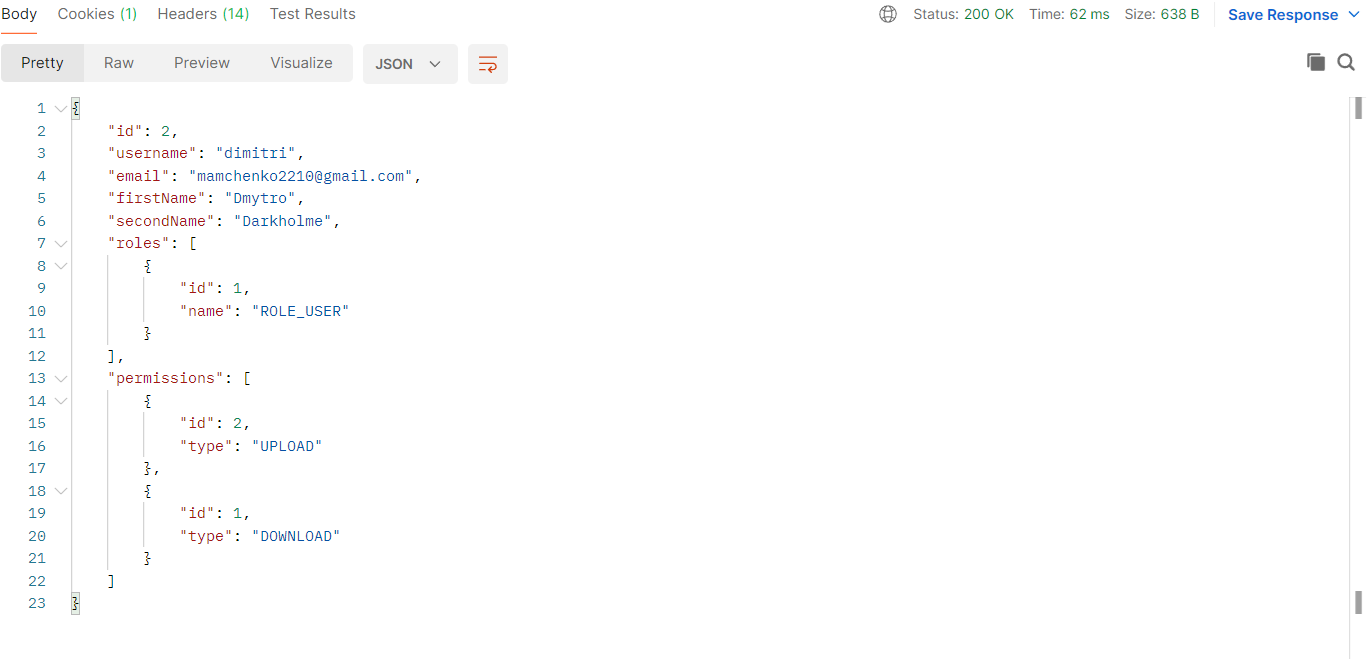 Body Cookies (1) Headers (14) Test Results Status: 200 OK Time: 62 ms Size: 638 B Save Response
Pretty Raw Preview Visualize JSON
1 {
2 "id": 2,
3 "username": "dimitri",
4 "email": "mamchenko2210@gmail.com",
5 "firstName": "Dmytro",
6 "secondName": "Darkholme",
7 "roles": [
8 {
9 "id": 1,
10 "name": "ROLE_USER"
11 }
12 ],
13 "permissions": [
14 {
15 "id": 2,
16 "type": "UPLOAD"
17 },
18 {
19 "id": 1,
20 "type": "DOWNLOAD"
21 }
22 ]
23 }